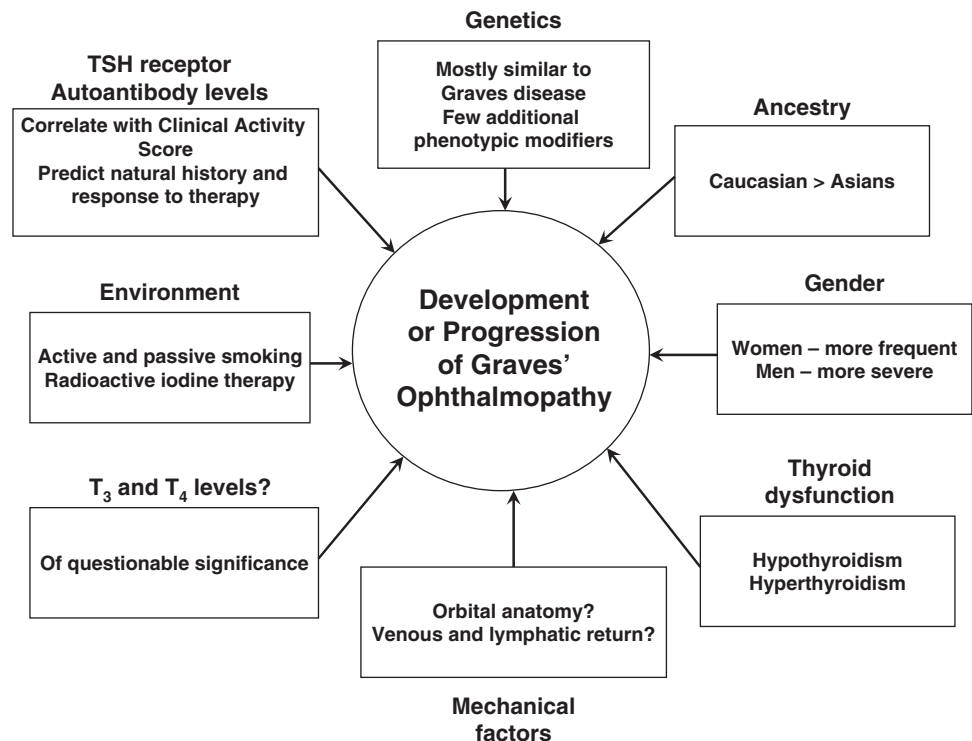 Genetics
Mostly similar to
Graves disease
Few additional
phenotypic modifiers
TSH receptor
Autoantibody levels
Correlate with Clinical Activity
Score
Predict natural history and
response to therapy
Ancestry
Caucasian > Asians
Environment
Active and passive smoking
Radioactive iodine therapy
Development
or Progression
of Graves’
Ophthalmopathy
Gender
Women – more frequent
Men – more severe
T3 and T4 levels?
Of questionable significance
Thyroid
dysfunction
Hypothyroidism
Hyperthyroidism
Orbital anatomy?
Venous and lymphatic return?
Mechanical
factors